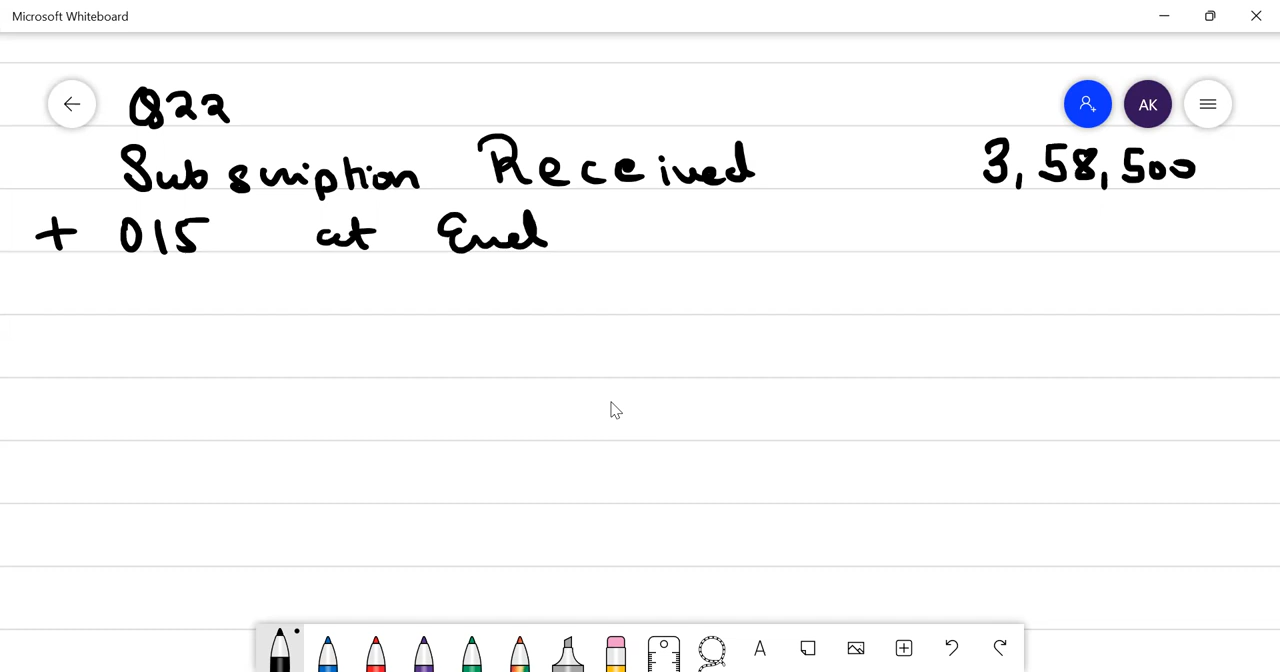 Microsoft Whiteboard
Q22
AK
Subscription Received 3,58,500
+ O/S at End
A